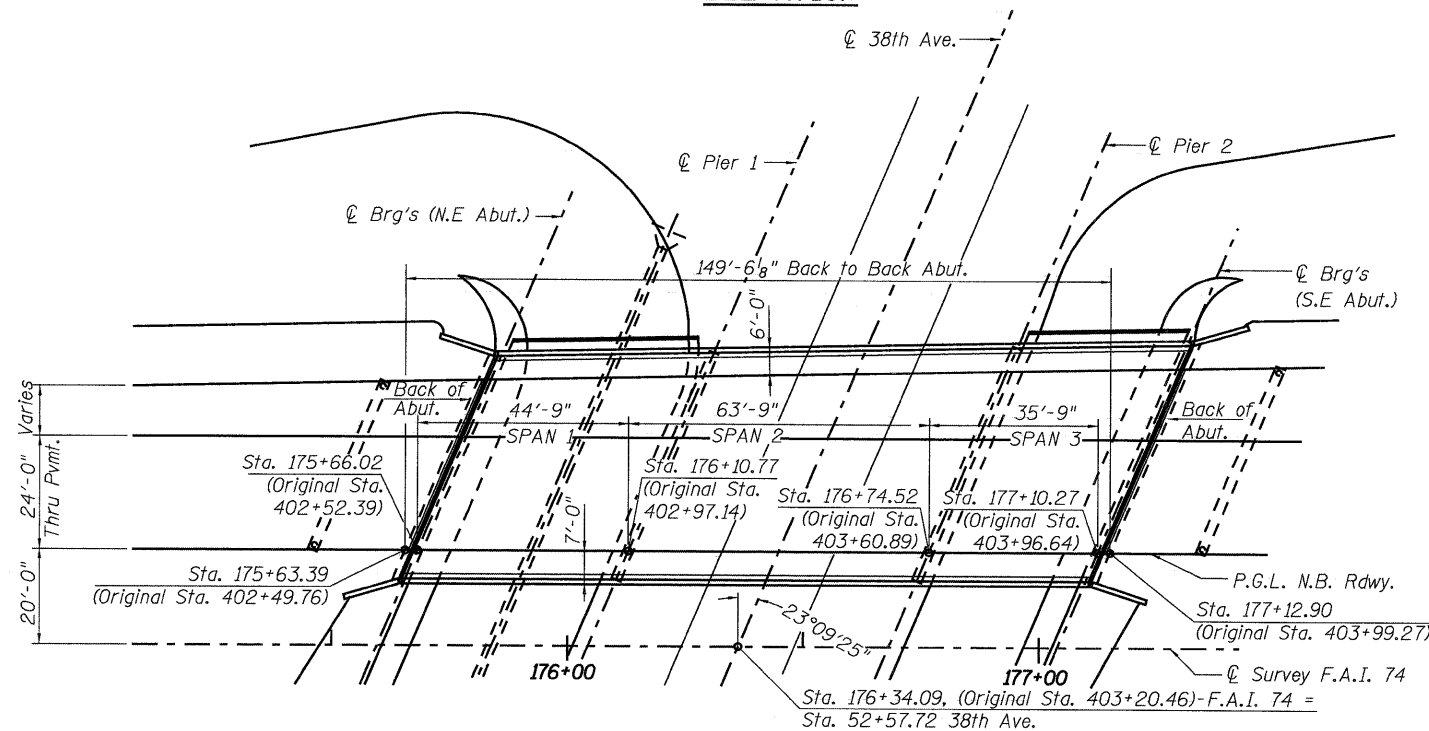 ℄ 38th Ave.
℄ Pier 1
℄ Pier 2
℄ Brg's (N.E Abut.)
149'-6⅛" Back to Back Abut.
℄ Brg's
(S.E Abut.)
6'-0"
Varies
24'-0"
Thru Pvmt.
20'-0"
Back of
Abut.
44'-9"
SPAN 1
63'-9"
SPAN 2
35'-9"
SPAN 3
Back of
Abut.
Sta. 175+66.02
(Original Sta.
402+52.39)
Sta. 176+10.77
(Original Sta.
402+97.14)
Sta. 176+74.52
(Original Sta.
403+60.89)
Sta. 177+10.27
(Original Sta.
403+96.64)
7'-0"
Sta. 175+63.39
(Original Sta. 402+49.76)
P.G.L. N.B. Rdwy.
Sta. 177+12.90
(Original Sta. 403+99.27)
23°09'25"
176+00
177+00
℄ Survey F.A.I. 74
Sta. 176+34.09, (Original Sta. 403+20.46)-F.A.I. 74 =
Sta. 52+57.72 38th Ave.